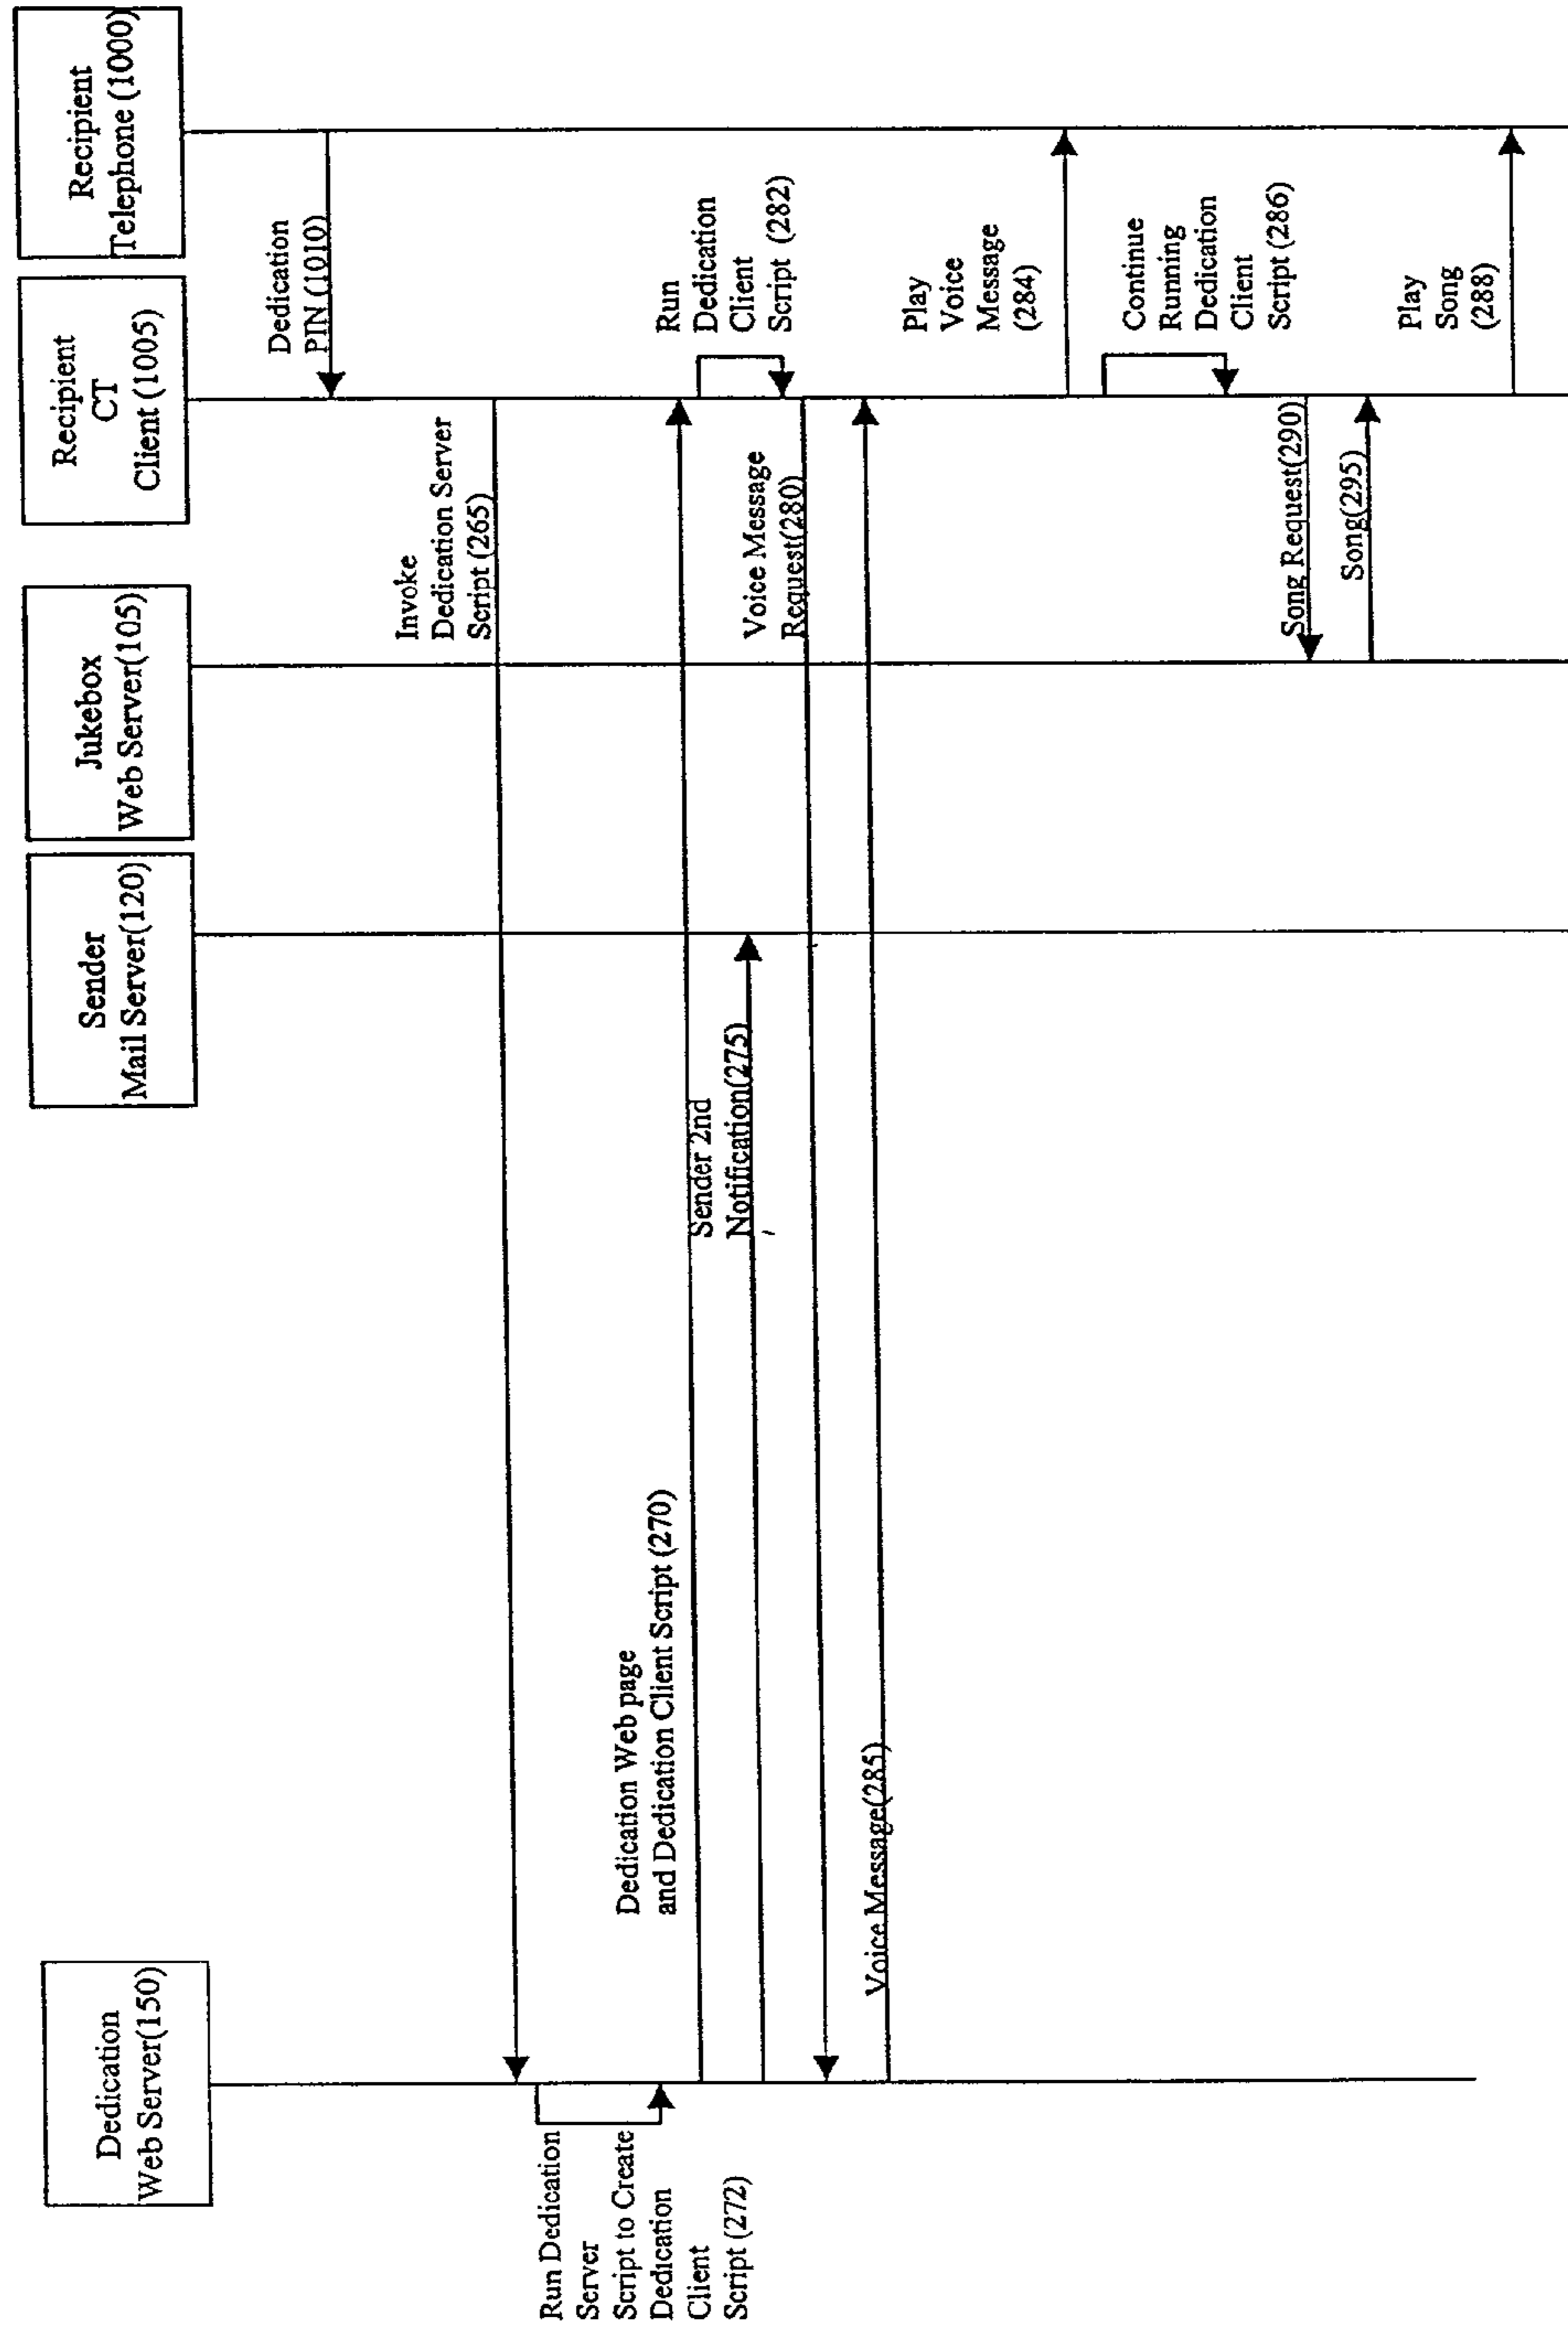 Dedication
Web Server(150)
Sender
Mail Server(120)
Jukebox
Web Server(105)
Recipient
CT
Client (1005)
Recipient
Telephone (1000)
Dedication
PIN (1010)
Invoke
Dedication Server
Script (265)
Run Dedication
Server
Script to Create
Dedication
Client
Script (272)
Dedication Web page
and Dedication Client Script (270)
Run
Dedication
Client
Script (282)
Sender 2nd
Notification(275)
Voice Message
Request(280)
Voice Message(285)
Play
Voice
Message
(284)
Continue
Running
Dedication
Client
Script (286)
Song Request(290)
Song(295)
Play
Song
(288)